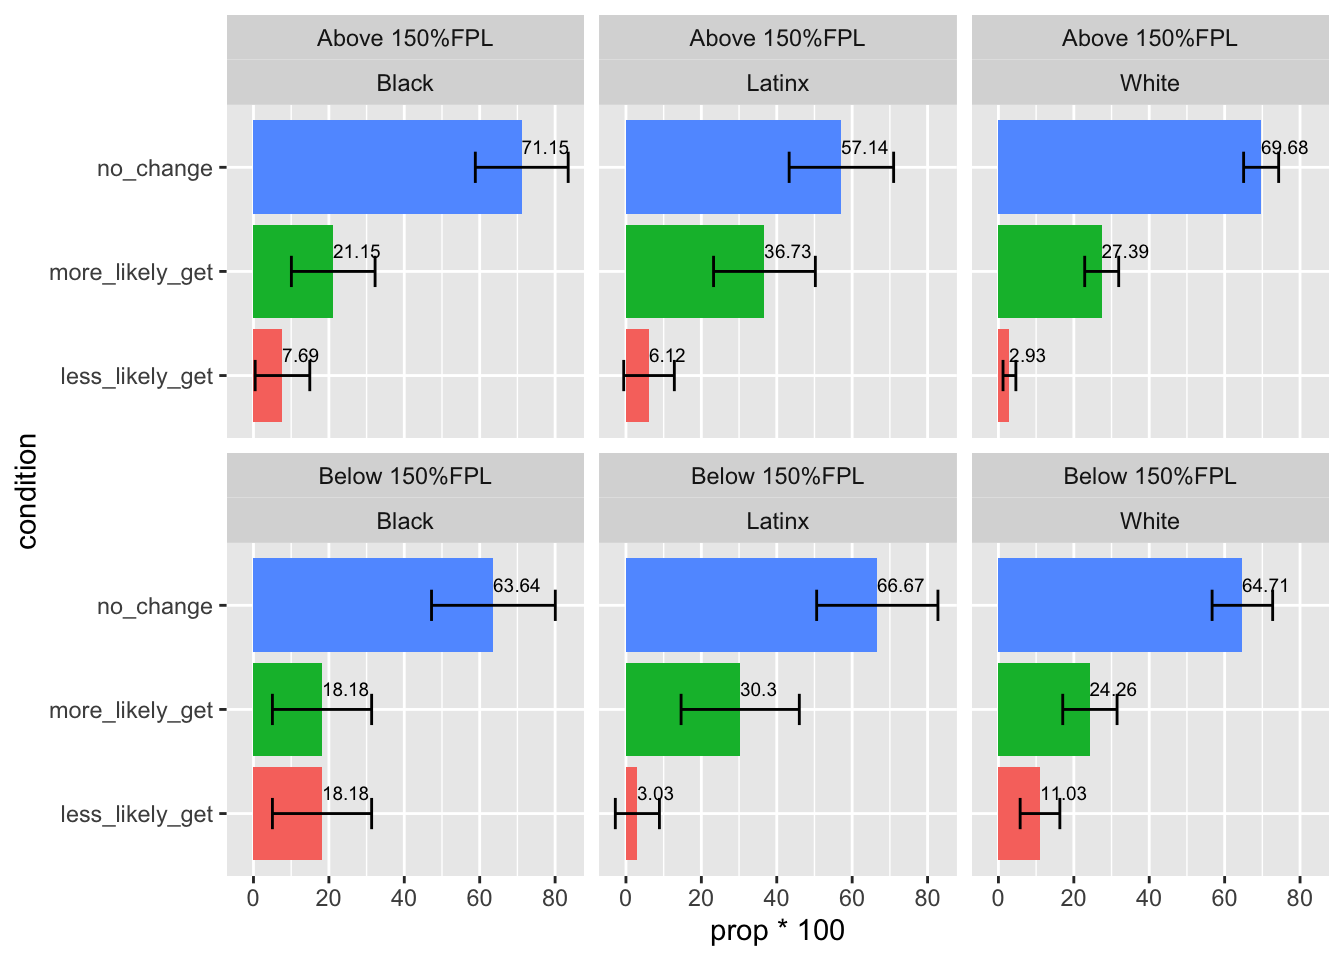 Above 150%FPL
Above 150%FPL
Above 150%FPL
Black
Latinx
White
no_change
71.15
57.14
69.68
more_likely_get
21.15
36.73
27.39
less_likely_get
7.69
6.12
2.93
condition
Below 150%FPL
Below 150%FPL
Below 150%FPL
Black
Latinx
White
no_change
63.64
66.67
64.71
more_likely_get
18.18
30.3
24.26
less_likely_get
18.18
3.03
11.03
0 20 40 60 80
0 20 40 60 80
0 20 40 60 80
prop * 100